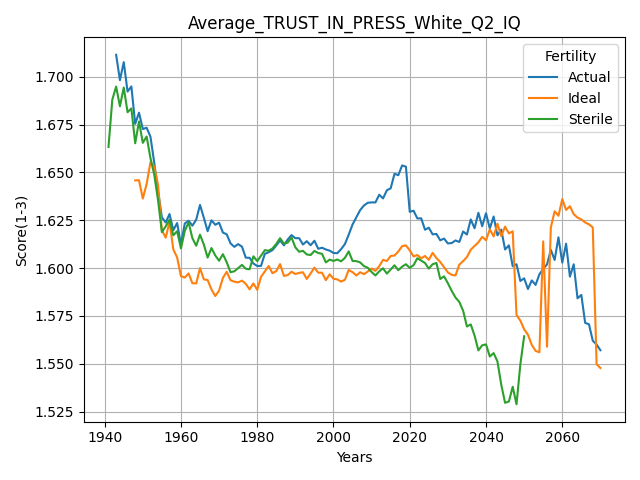 Average_TRUST_IN_PRESS_White_Q2_IQ
Fertility
Actual
Ideal
Sterile
Score(1-3)
1.700
1.675
1.650
1.625
1.600
1.575
1.550
1.525
1940 1960 1980 2000 2020 2040 2060
Years